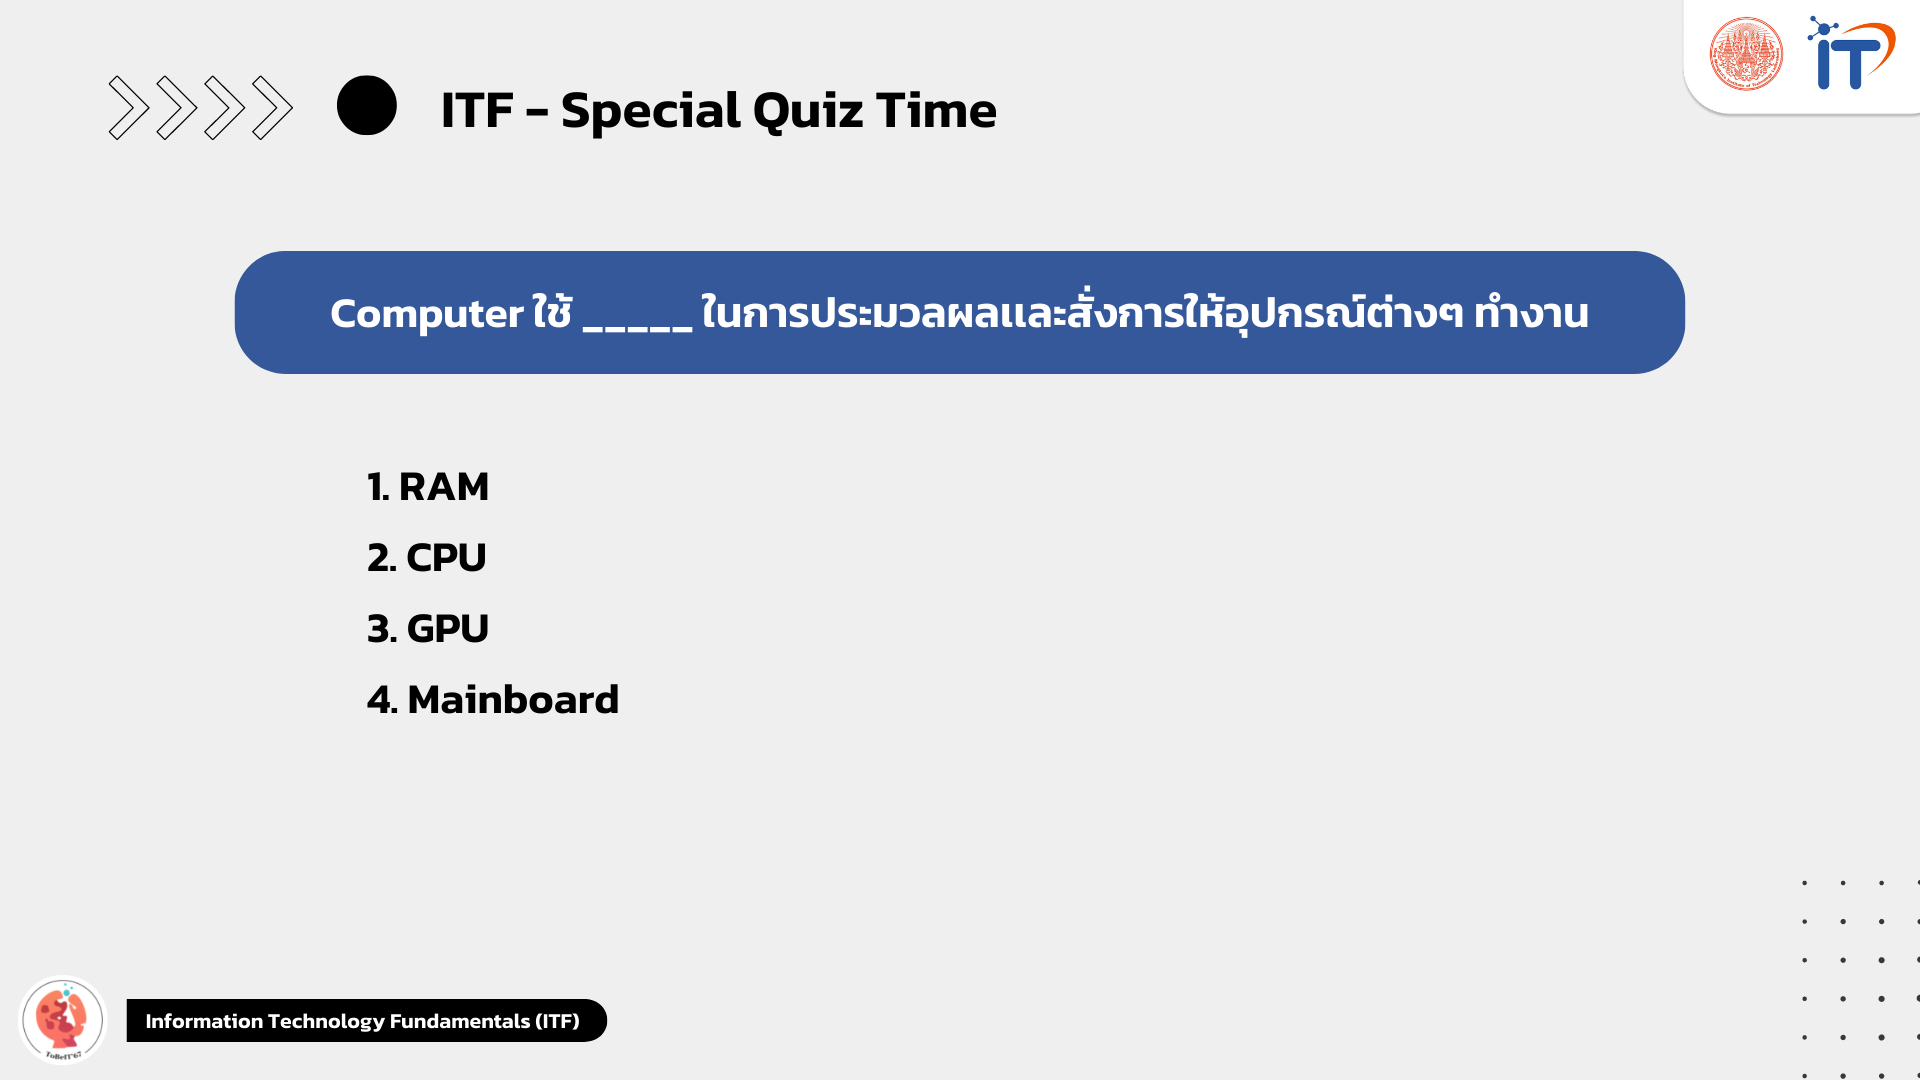 ITF - Special Quiz Time
iT
Computer ใช้ _____ ในการประมวลผลและสั่งการให้อุปกรณ์ต่างๆ ทำงาน
1. RAM
2. CPU
3. GPU
4. Mainboard
ToBeIT'67
Information Technology Fundamentals (ITF)